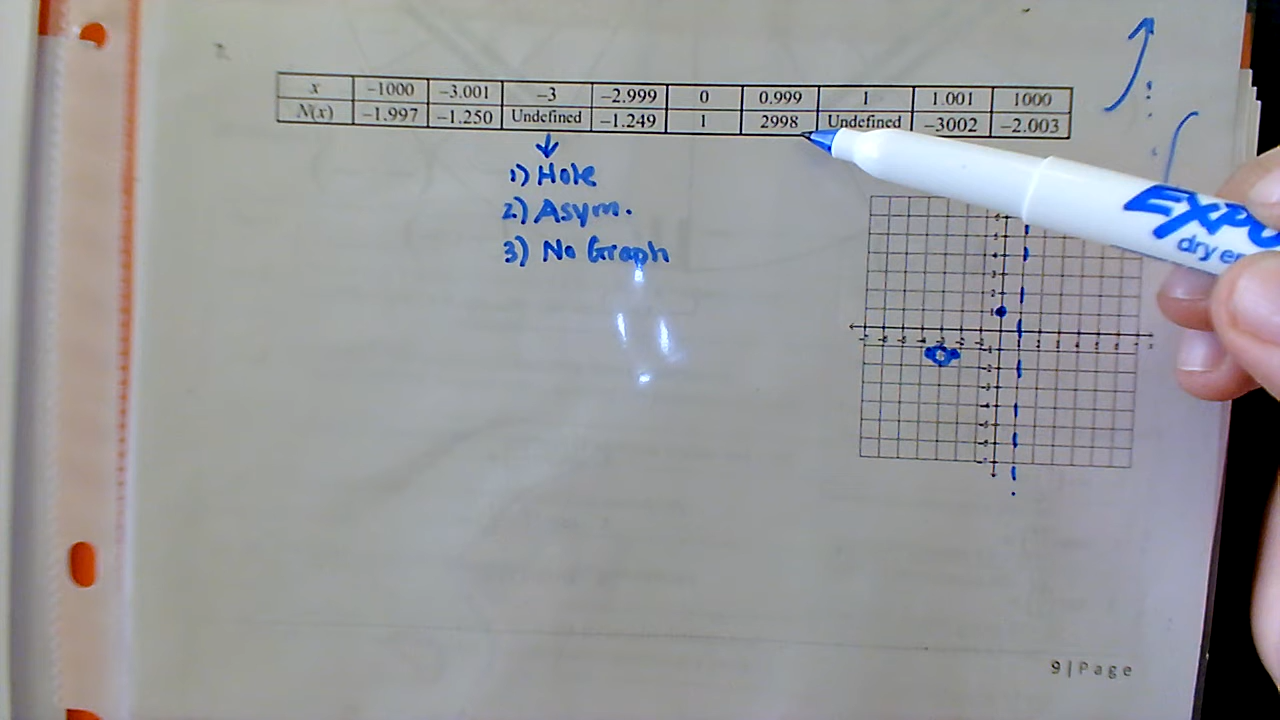 x -1000 -3.001 -3 -2.999 0 0.999 1 1.001 1000
N(x) -1.997 -1.250 Undefined -1.249 1 2998 Undefined -3002 -2.003
1) Hole
2) Asym.
3) No Graph
EXPO
dry er
9|Page